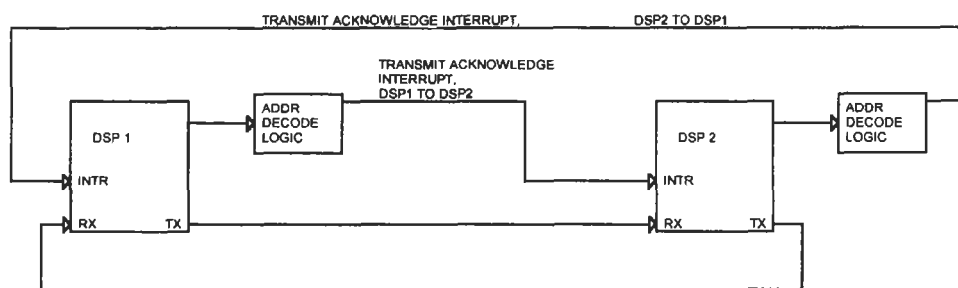 TRANSMIT ACKNOWLEDGE INTERRUPT, DSP2 TO DSP1
TRANSMIT ACKNOWLEDGE
INTERRUPT,
DSP1 TO DSP2
ADDR
DECODE
LOGIC
DSP 1
INTR
RX TX
ADDR
DECODE
LOGIC
DSP 2
INTR
RX TX